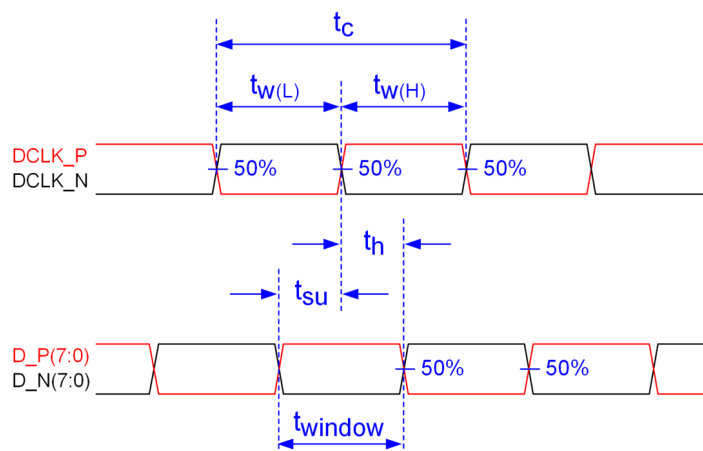 tc
tw(L) tw(H)
DCLK_P
DCLK_N
50% 50% 50%
th
tsu
D_P(7:0)
D_N(7:0)
50% 50%
twindow